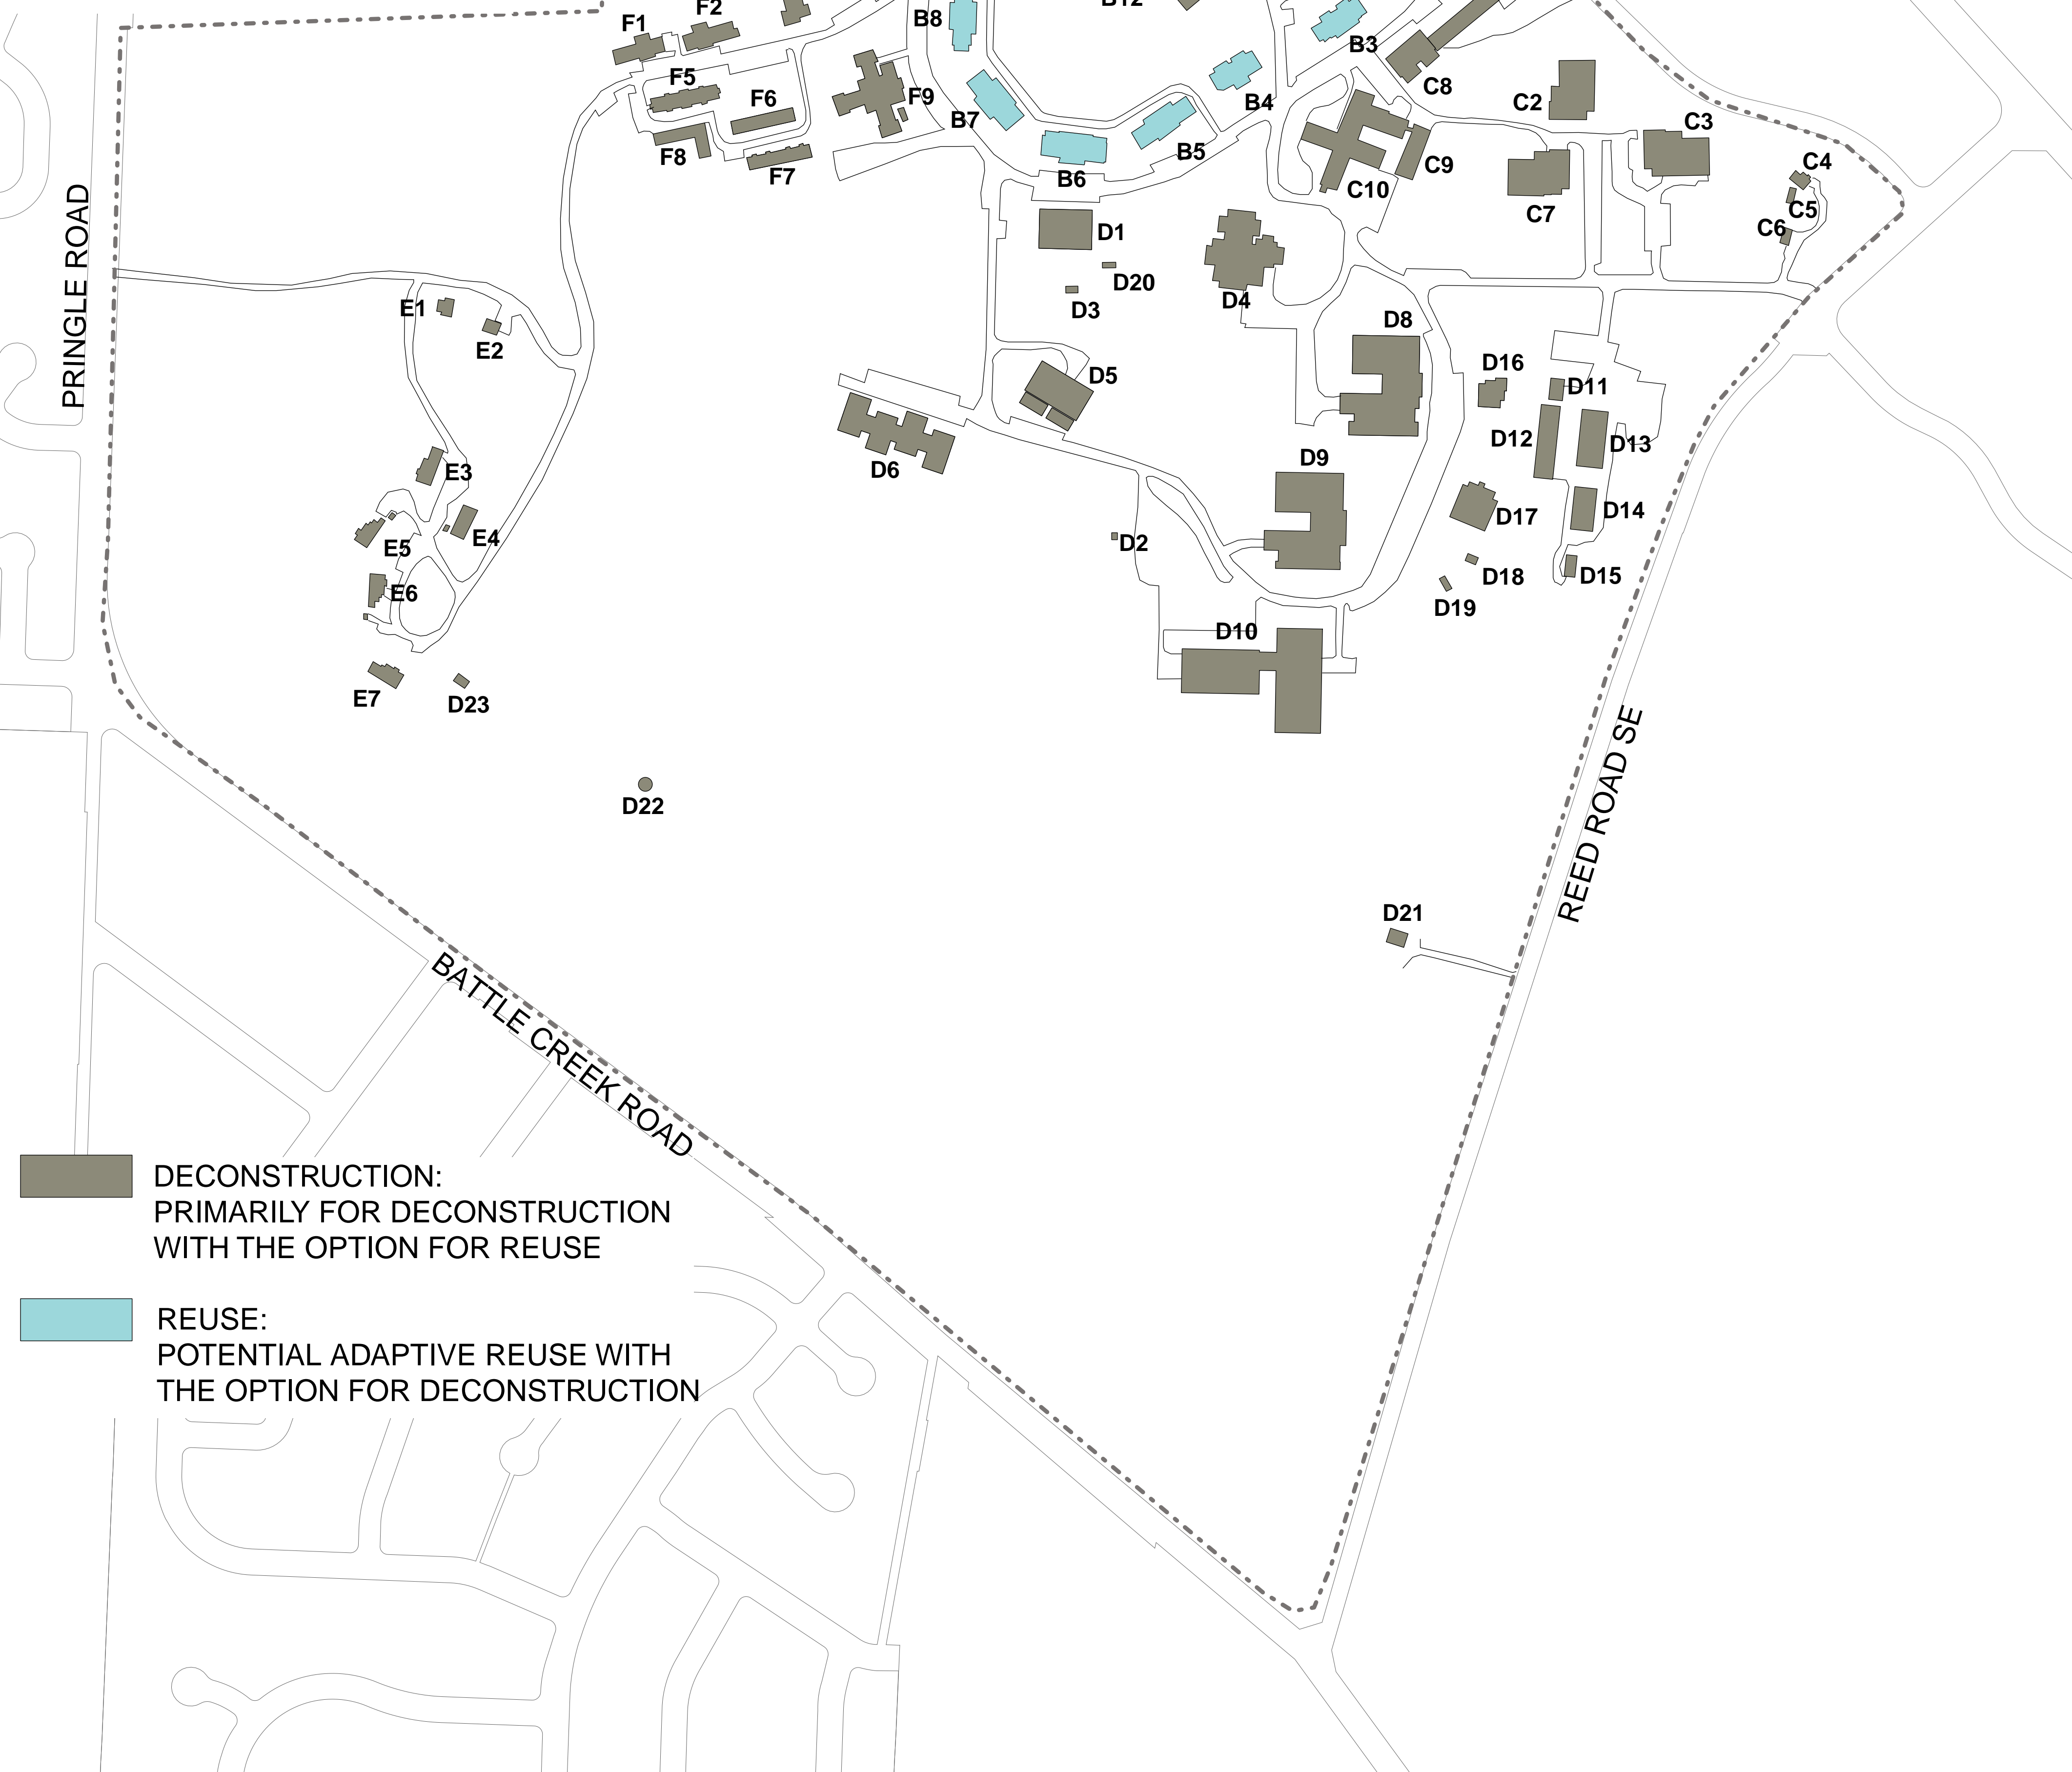 B12
F2
F1
B8
B3
C8
F5
F6
F9
B7
B4
C2
C3
F8
F7
B6
B5
C9
C10
C7
C4
C5
C6
PRINGLE ROAD
D1
D20
D3
D4
D8
E1
E2
D5
D16
D11
D12
D13
D6
D9
E3
E4
E5
E6
D2
D17
D14
D18
D15
D19
D10
E7
D23
D22
REED ROAD SE
D21
BATTLE CREEK ROAD
DECONSTRUCTION:
PRIMARILY FOR DECONSTRUCTION
WITH THE OPTION FOR REUSE
REUSE:
POTENTIAL ADAPTIVE REUSE WITH
THE OPTION FOR DECONSTRUCTION